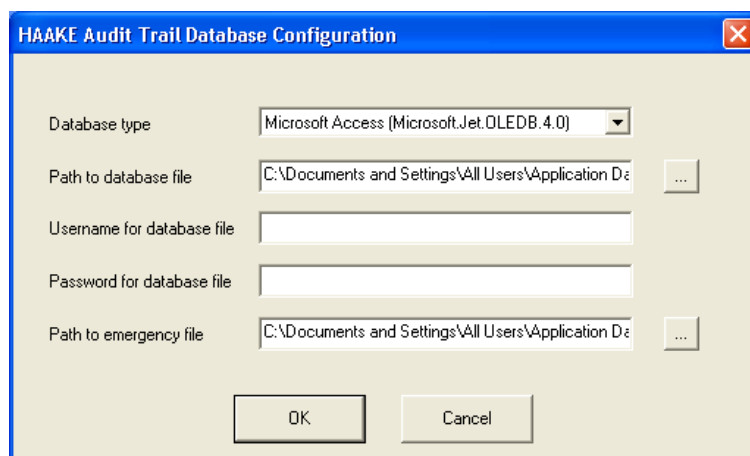 HAAKE Audit Trail Database Configuration
Database type
Microsoft Access (Microsoft.Jet.OLEDB.4.0)
Path to database file
C:\Documents and Settings\All Users\Application Da
...
Username for database file
Password for database file
Path to emergency file
C:\Documents and Settings\All Users\Application Da
...
OK
Cancel